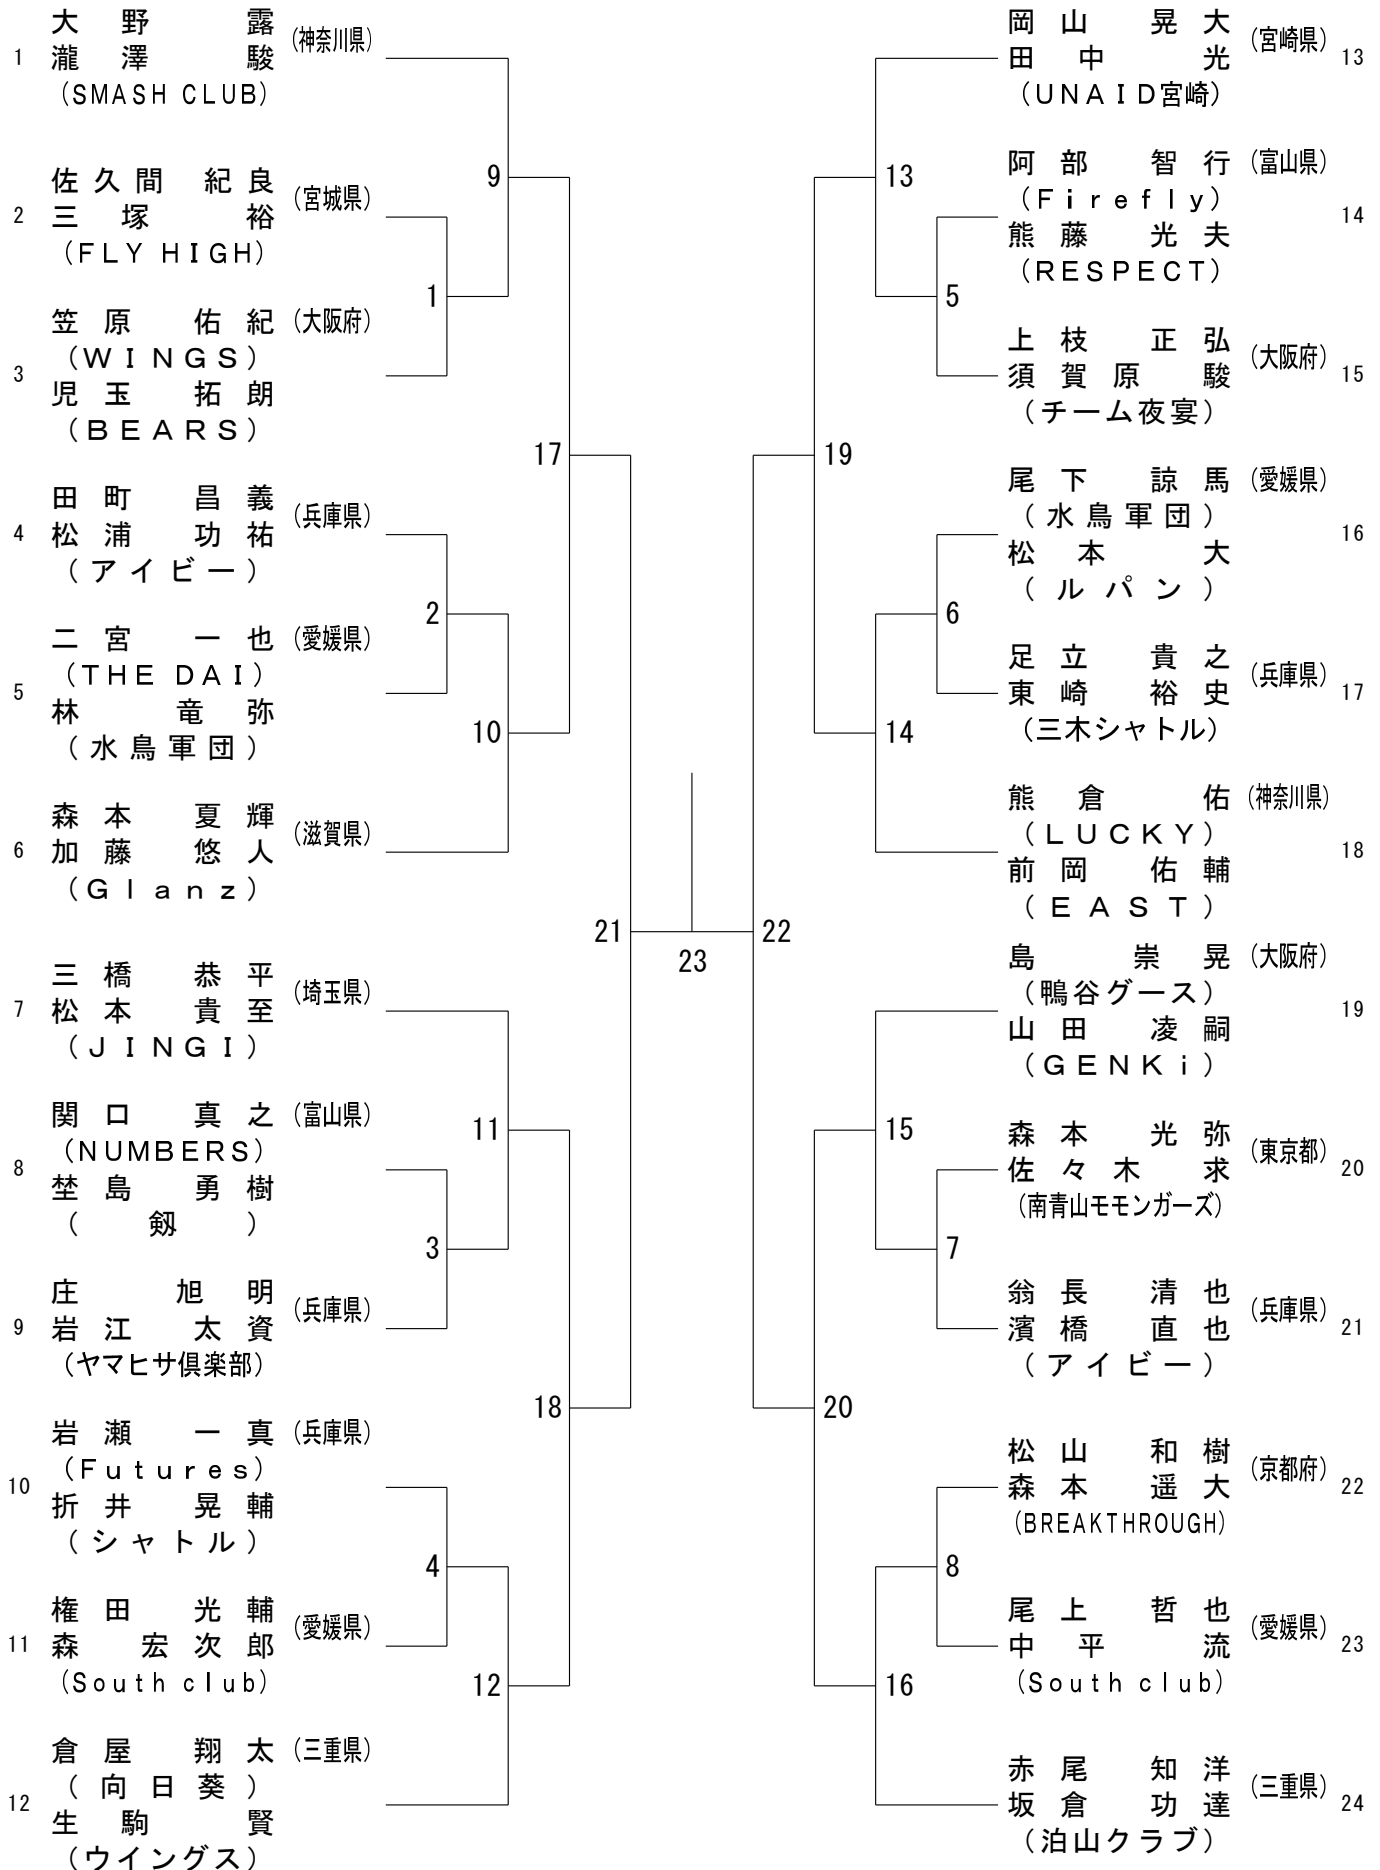 大野 露 (神奈川県)
1 瀧澤 駿
(SMASH CLUB)
佐久間 紀良 (宮城県)
2 三塚 裕
(FLY HIGH)
笠原 佑紀 (大阪府)
(WINGS)
3 児玉 拓朗
(BEARS)
田町 昌義 (兵庫県)
4 松浦 功祐
(アイビー)
二宮 一也 (愛媛県)
(THE DAI)
5 林 竜弥
(水鳥軍団)
森本 夏輝 (滋賀県)
6 加藤 悠人
(Glanz)
三橋 恭平 (埼玉県)
7 松本 貴至
(JINGI)
関口 真之 (富山県)
(NUMBERS)
8 埜島 勇樹
(剱)
庄 旭明 (兵庫県)
9 岩江 太資
(ヤマヒサ倶楽部)
岩瀬 一真 (兵庫県)
(Futures)
10 折井 晃輔
(シャトル)
権田 光輔 (愛媛県)
11 森 宏次郎
(South club)
倉屋 翔太 (三重県)
(向日葵)
12 生駒 賢
(ウイングス)
1
2
3
4
9
10
11
12
17
18
21
23
22
19
20
13
14
15
16
5
6
7
8
岡山 晃大 (宮崎県)
田中 光 13
(UNAID宮崎)
阿部 智行 (富山県)
(Firefly) 14
熊藤 光夫
(RESPECT)
上枝 正弘 (大阪府)
須賀原 駿 15
(チーム夜宴)
尾下 諒馬 (愛媛県)
(水鳥軍団) 16
松本 大
(ルパン)
足立 貴之 (兵庫県)
東崎 裕史 17
(三木シャトル)
熊倉 佑 (神奈川県)
(LUCKY) 18
前岡 佑輔
(EAST)
島 崇晃 (大阪府)
(鴨谷グース) 19
山田 凌嗣
(GENKi)
森本 光弥 (東京都)
佐々木 求 20
(南青山モモンガーズ)
翁長 清也 (兵庫県)
濱橋 直也 21
(アイビー)
松山 和樹 (京都府)
森本 遥大 22
(BREAKTHROUGH)
尾上 哲也 (愛媛県)
中平 流 23
(South club)
赤尾 知洋 (三重県)
坂倉 功達 24
(泊山クラブ)